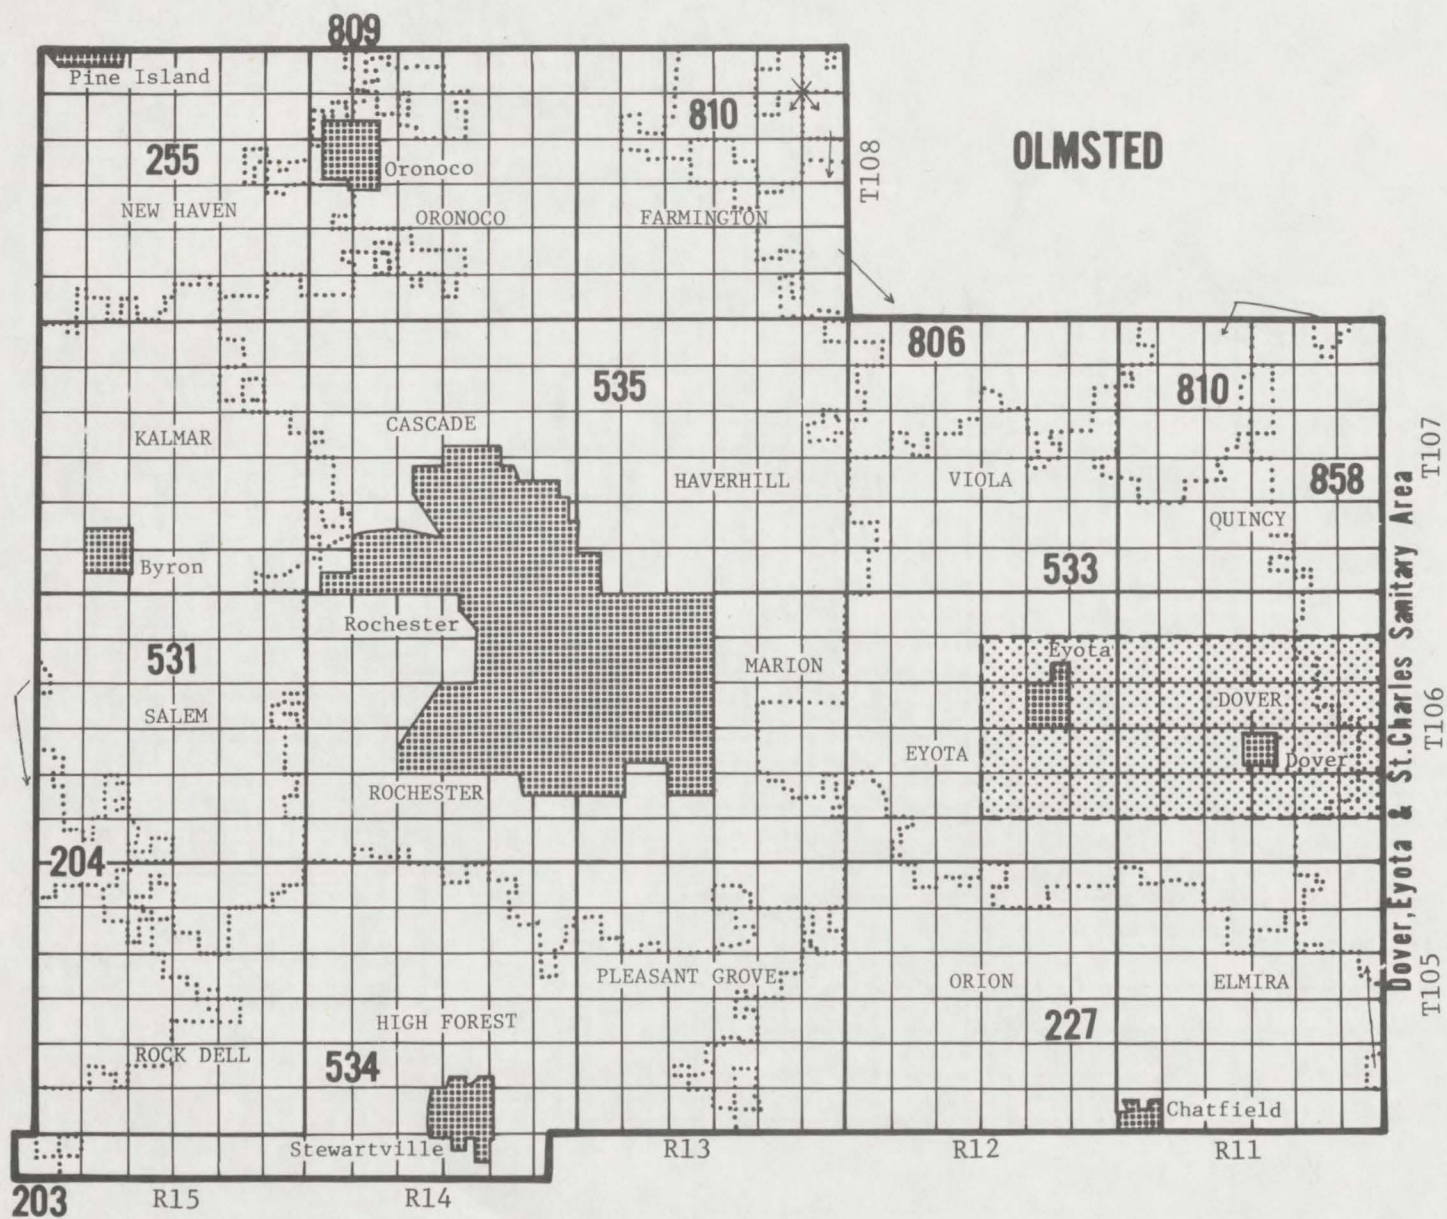 809
Pine Island
810
OLMSTED
255
Oronoco
T108
NEW HAVEN
ORONOCO
FARMINGTON
806
535
810
CASCADE
KALMAR
T107
HAVERHILL
VIOLA
858
QUINCY
Byron
533
Rochester
531
Eyota
MARION
SALEM
DOVER
T106
EYOTA
Dover
ROCHESTER
Dover, Eyota & St. Charles Sanitary Area
204
PLEASANT GROVE
ORION
ELMIRA
T105
HIGH FOREST
227
ROCK DELL
534
Chatfield
Stewartville
R13
R12
R11
203
R15
R14